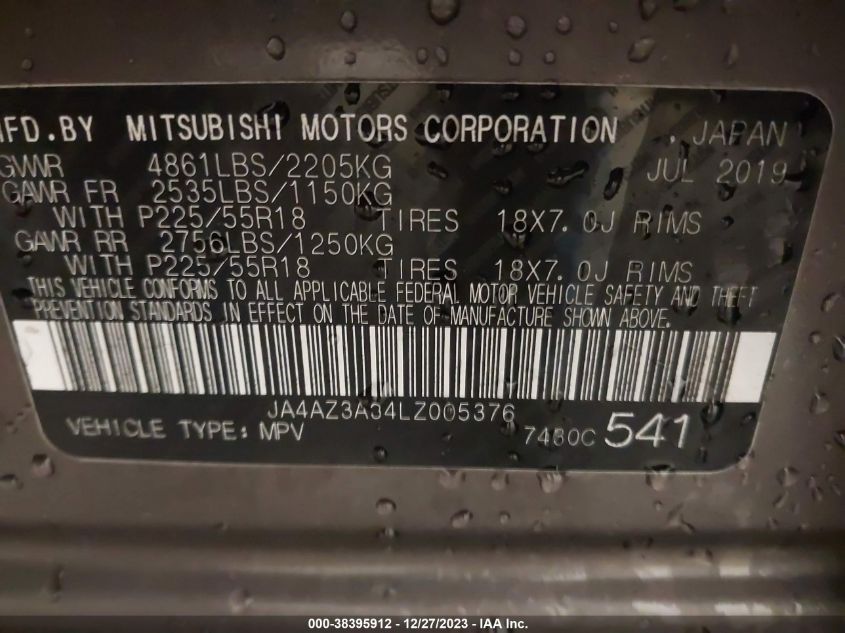 MFD.BY MITSUBISHI MOTORS CORPORATION . JAPAN
GVWR 4861LBS/2205KG JUL 2019
GAWR FR 2535LBS/1150KG
WITH P225/55R18 TIRES 18X7.0J RIMS
GAWR RR 2756LBS/1250KG
WITH P225/55R18 TIRES 18X7.0J RIMS
THIS VEHICLE CONFORMS TO ALL APPLICABLE FEDERAL MOTOR VEHICLE SAFETY AND THEFT
PREVENTION STANDARDS IN EFFECT ON THE DATE OF MANUFACTURE SHOWN ABOVE.
JA4AZ3A34LZ005376
VEHICLE TYPE: MPV 541
000-38395912 - 12/27/2023 - IAA Inc.